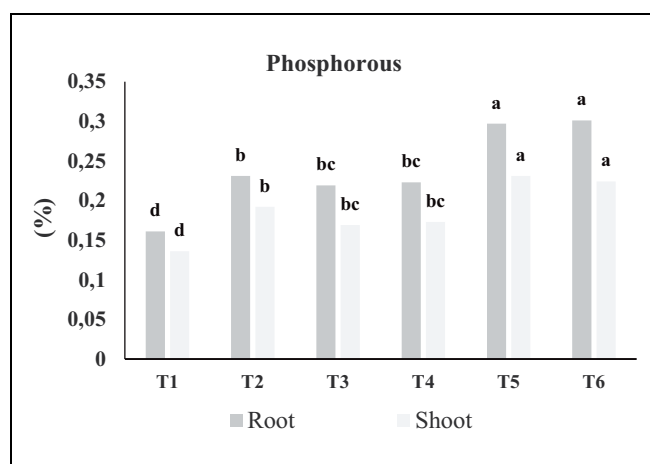 Phosphorous
(%)
0,35
0,3
0,25
0,2
0,15
0,1
0,05
0
d d
b b
bc bc
bc bc
a a
a a
T1 T2 T3 T4 T5 T6
Root Shoot